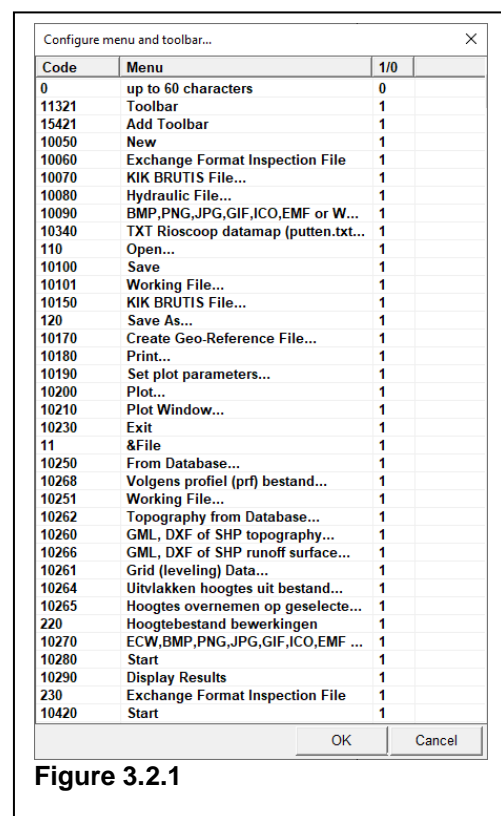 Configure menu and toolbar...
Code Menu 1/0
0 up to 60 characters 0
11321 Toolbar 1
15421 Add Toolbar 1
10050 New 1
10060 Exchange Format Inspection File 1
10070 KIK BRUTIS File... 1
10080 Hydraulic File... 1
10090 BMP,PNG,JPG,GIF,ICO,EMF or W... 1
10340 TXT Rioscoop datamap (putten.txt... 1
110 Open... 1
10100 Save 1
10101 Working File... 1
10150 KIK BRUTIS File... 1
120 Save As... 1
10170 Create Geo-Reference File... 1
10180 Print... 1
10190 Set plot parameters... 1
10200 Plot... 1
10210 Plot Window... 1
10230 Exit 1
11 &File 1
10250 From Database... 1
10268 Volgens profiel (prf) bestand... 1
10251 Working File... 1
10262 Topography from Database... 1
10260 GML, DXF of SHP topography... 1
10266 GML, DXF of SHP runoff surface... 1
10261 Grid (leveling) Data... 1
10264 Uitvlakken hoogtes uit bestand... 1
10265 Hoogtes overnemen op geselecte... 1
220 Hoogtebestand bewerkingen 1
10270 ECW,BMP,PNG,JPG,GIF,ICO,EMF ... 1
10280 Start 1
10290 Display Results 1
230 Exchange Format Inspection File 1
10420 Start 1
OK Cancel
Figure 3.2.1